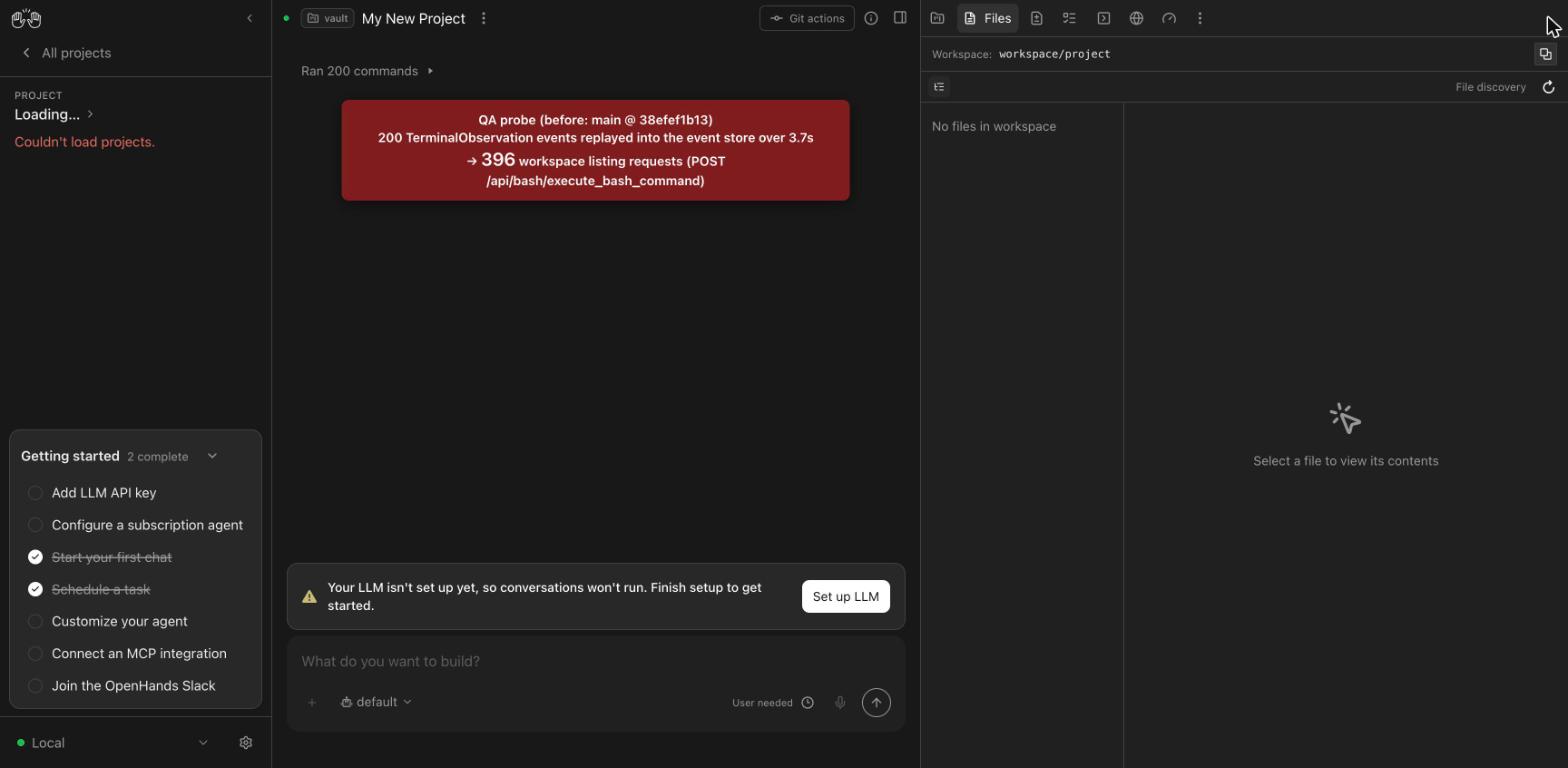 All projects
PROJECT
Loading...
Couldn't load projects.
Getting started 2 complete
Add LLM API key
Configure a subscription agent
Start your first chat
Schedule a task
Customize your agent
Connect an MCP integration
Join the OpenHands Slack
Local
vault My New Project
Git actions
Ran 200 commands
QA probe (before: main @ 38efef1b13)
200 TerminalObservation events replayed into the event store over 3.7s
→ 396 workspace listing requests (POST
/api/bash/execute_bash_command)
Your LLM isn't set up yet, so conversations won't run. Finish setup to get
started.
Set up LLM
What do you want to build?
default
User needed
Files
Workspace: workspace/project
File discovery
No files in workspace
Select a file to view its contents